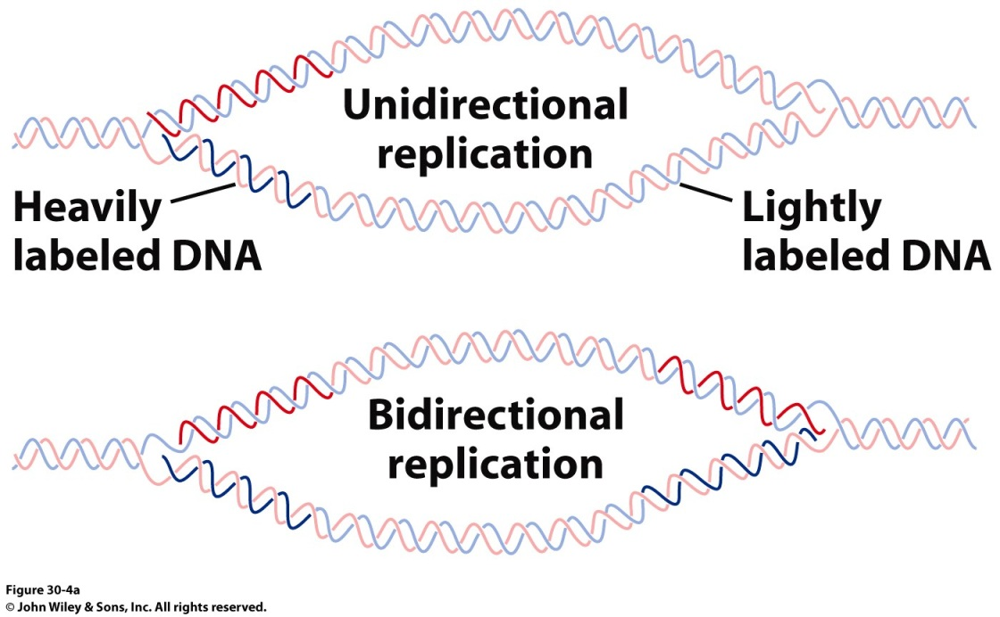 Unidirectional
replication
Heavily
labeled DNA
Lightly
labeled DNA
Bidirectional
replication
Figure 30-4a
© John Wiley & Sons, Inc. All rights reserved.